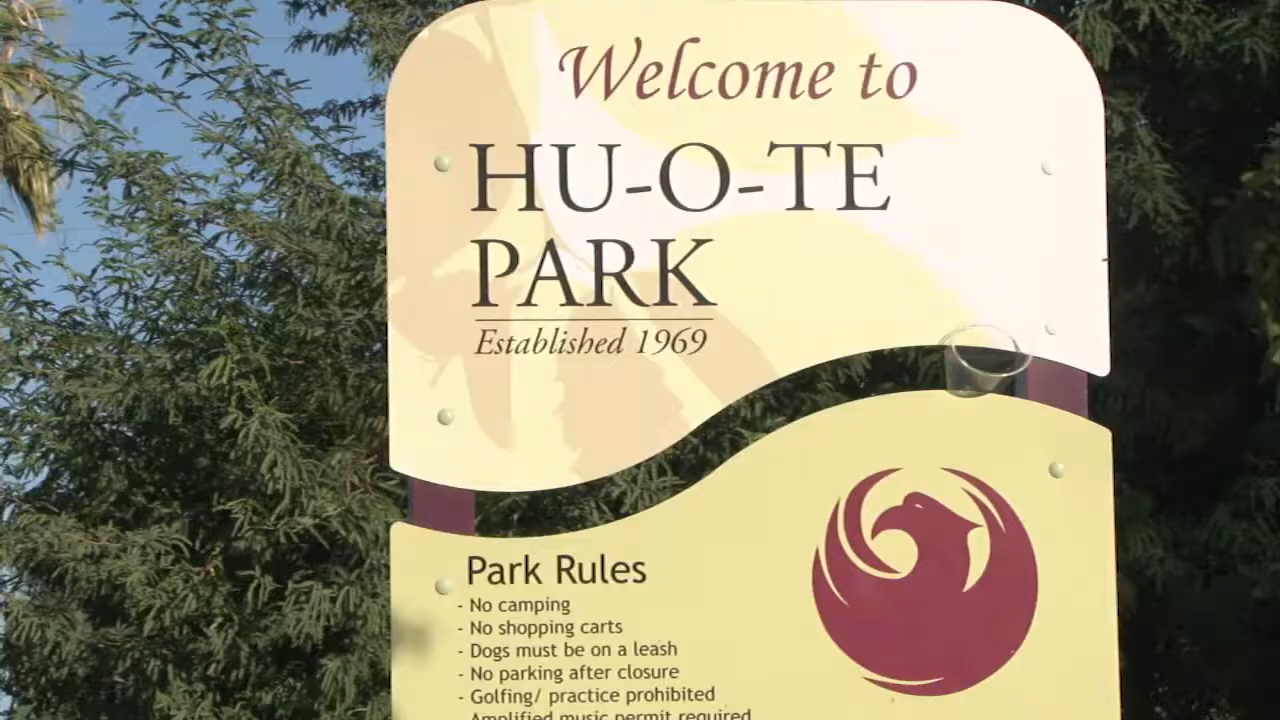 Welcome to
HU-O-TE
PARK
Established 1969
Park Rules
- No camping
- No shopping carts
- Dogs must be on a leash
- No parking after closure
- Golfing/ practice prohibited
Amplified music permit required